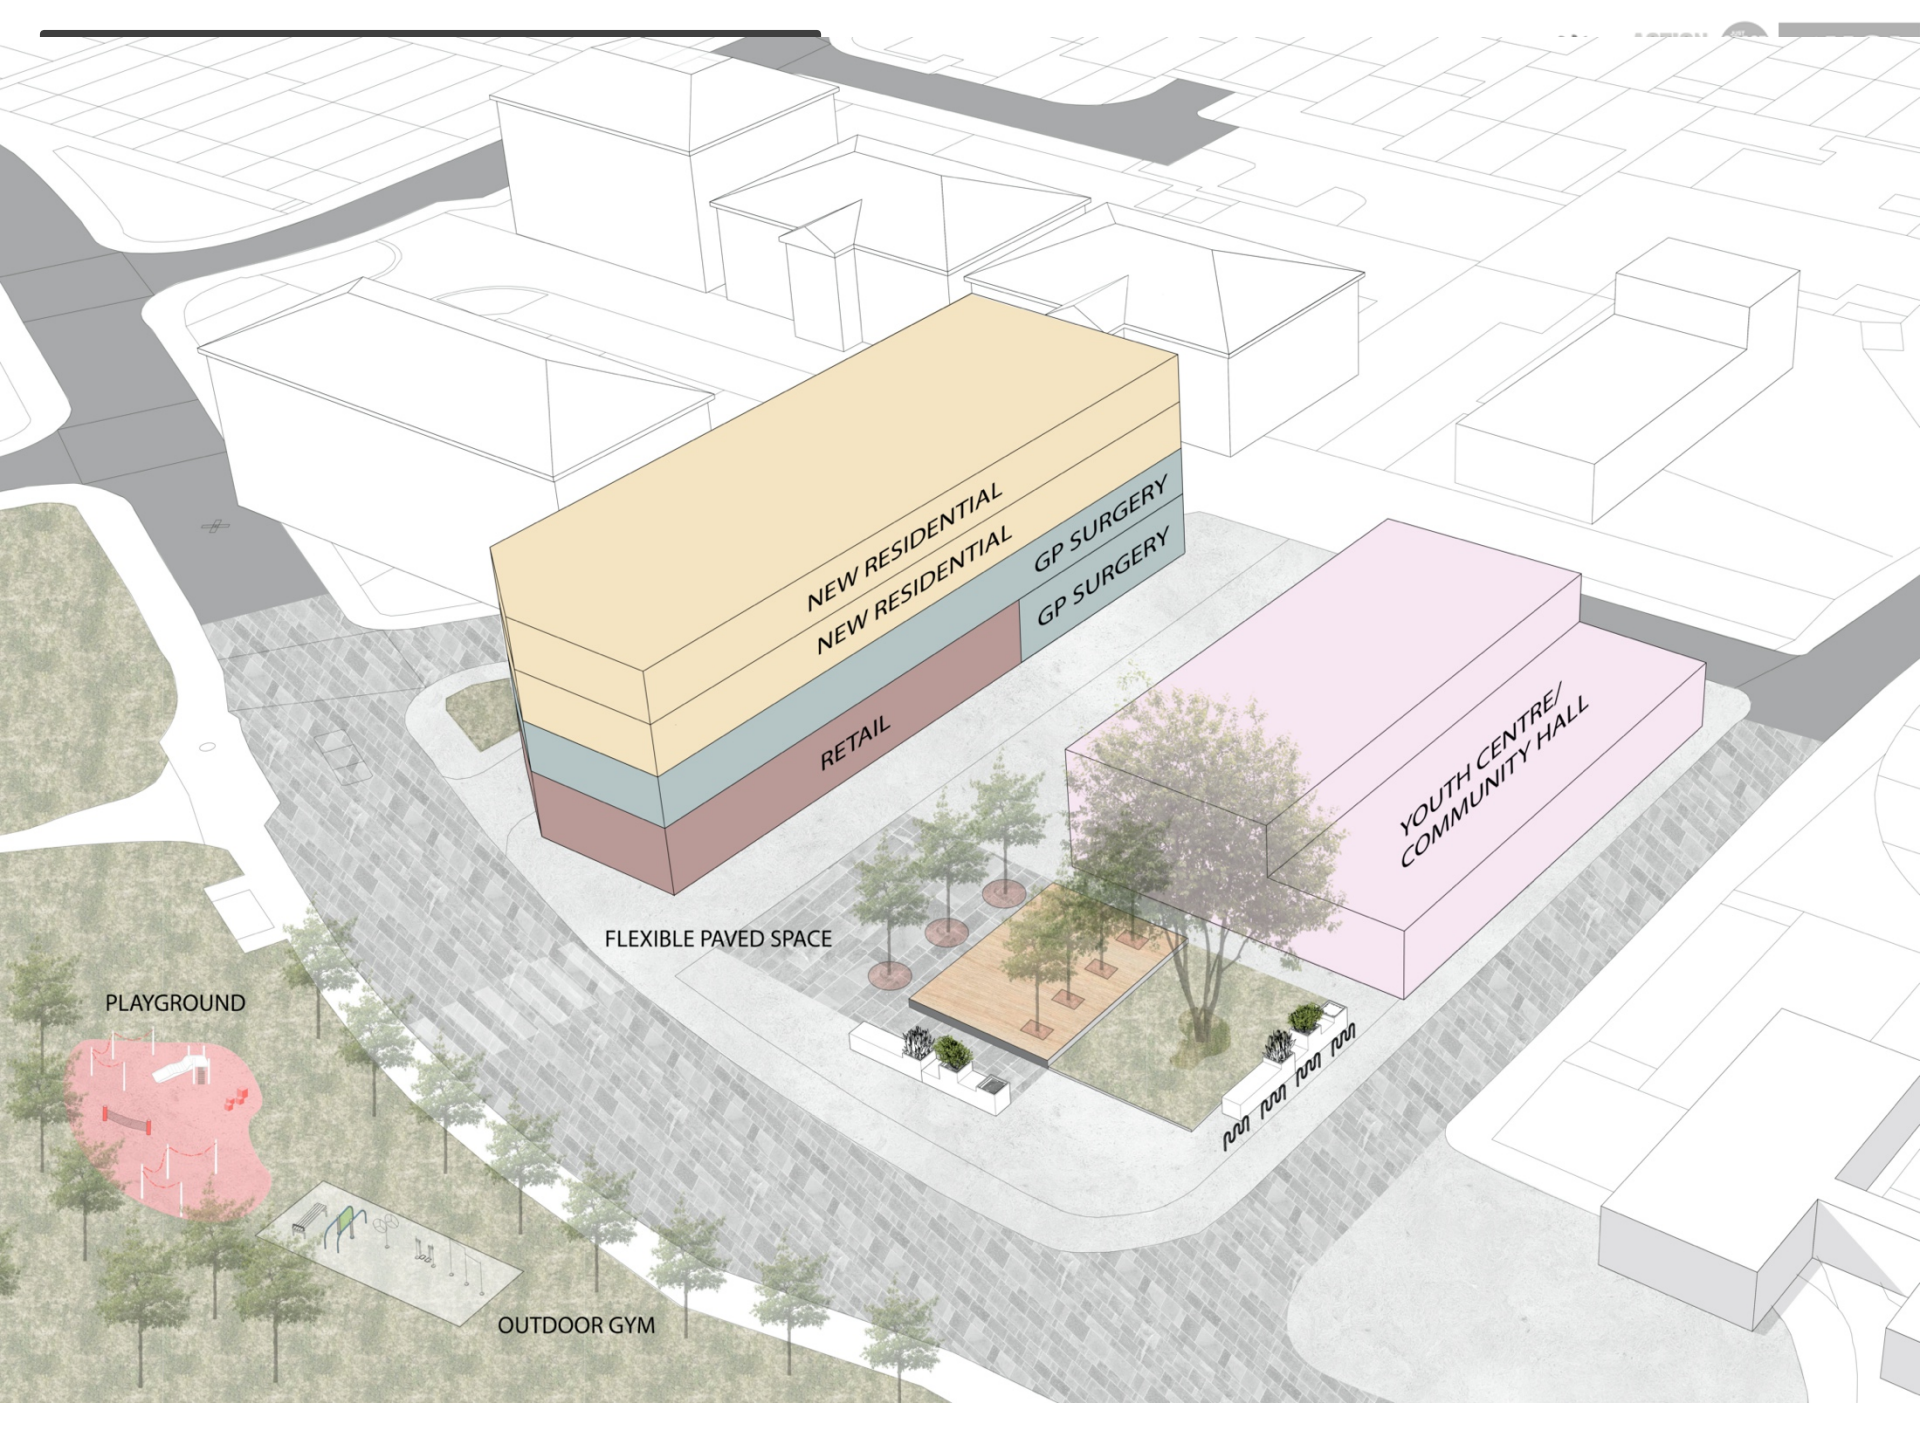 NEW RESIDENTIAL
NEW RESIDENTIAL
GP SURGERY
GP SURGERY
RETAIL
YOUTH CENTRE/
COMMUNITY HALL
FLEXIBLE PAVED SPACE
PLAYGROUND
OUTDOOR GYM